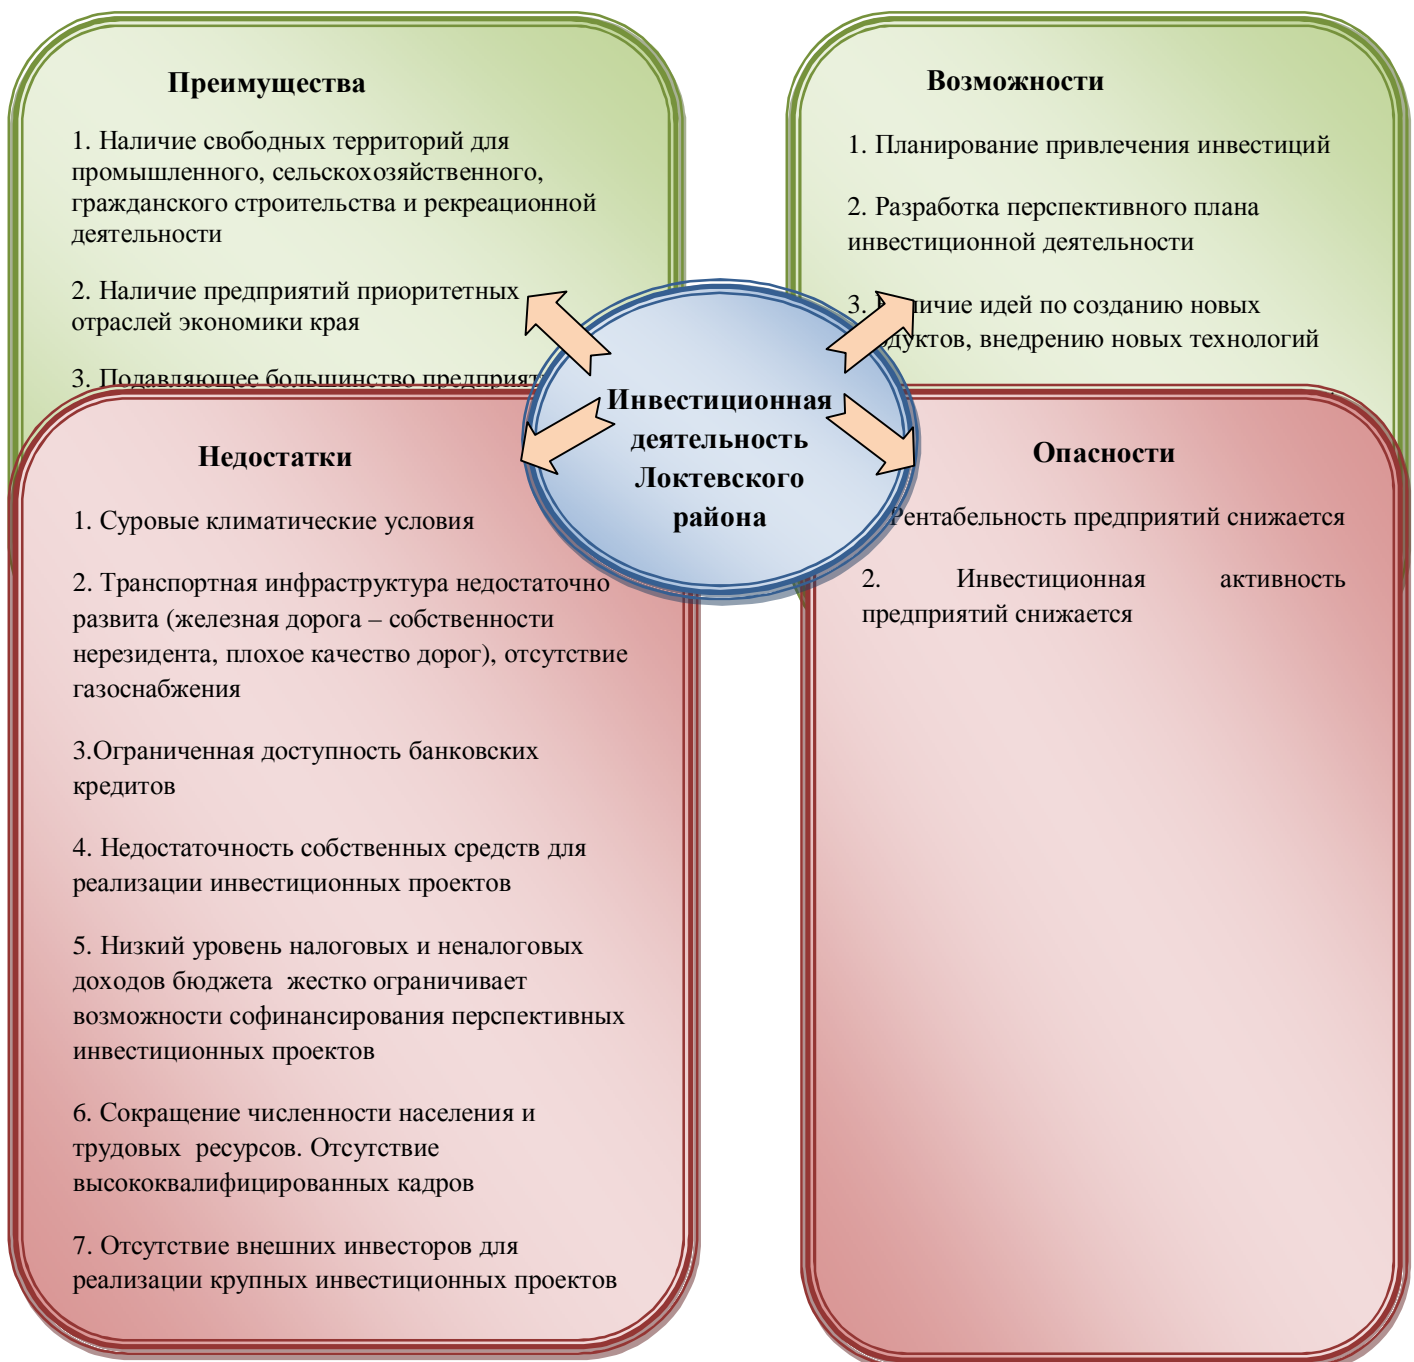 Преимущества
1. Наличие свободных территорий для
промышленного, сельскохозяйственного,
гражданского строительства и рекреационной
деятельности
2. Наличие предприятий приоритетных
отраслей экономики края
3. Подавляющее большинство
Возможности
1. Планирование привлечения инвестиций
2. Разработка перспективного плана
инвестиционной деятельности
3. идей по созданию новых
внедрению новых технологий
Инвестиционная
деятельность
Локтевского
района
Недостатки
1. Суровые климатические условия
2. Транспортная инфраструктура недостаточно
развита (железная дорога – собственности
нерезидента, плохое качество дорог), отсутствие
газоснабжения
3.Ограниченная доступность банковских
кредитов
4. Недостаточность собственных средств для
реализации инвестиционных проектов
5. Низкий уровень налоговых и неналоговых
доходов бюджета  жестко ограничивает
возможности софинансирования перспективных
инвестиционных проектов
6. Сокращение численности населения и
трудовых  ресурсов. Отсутствие
высококвалифицированных кадров
7. Отсутствие внешних инвесторов для
реализации крупных инвестиционных проектов
Опасности
Рентабельность предприятий снижается
2. Инвестиционная активность
предприятий снижается